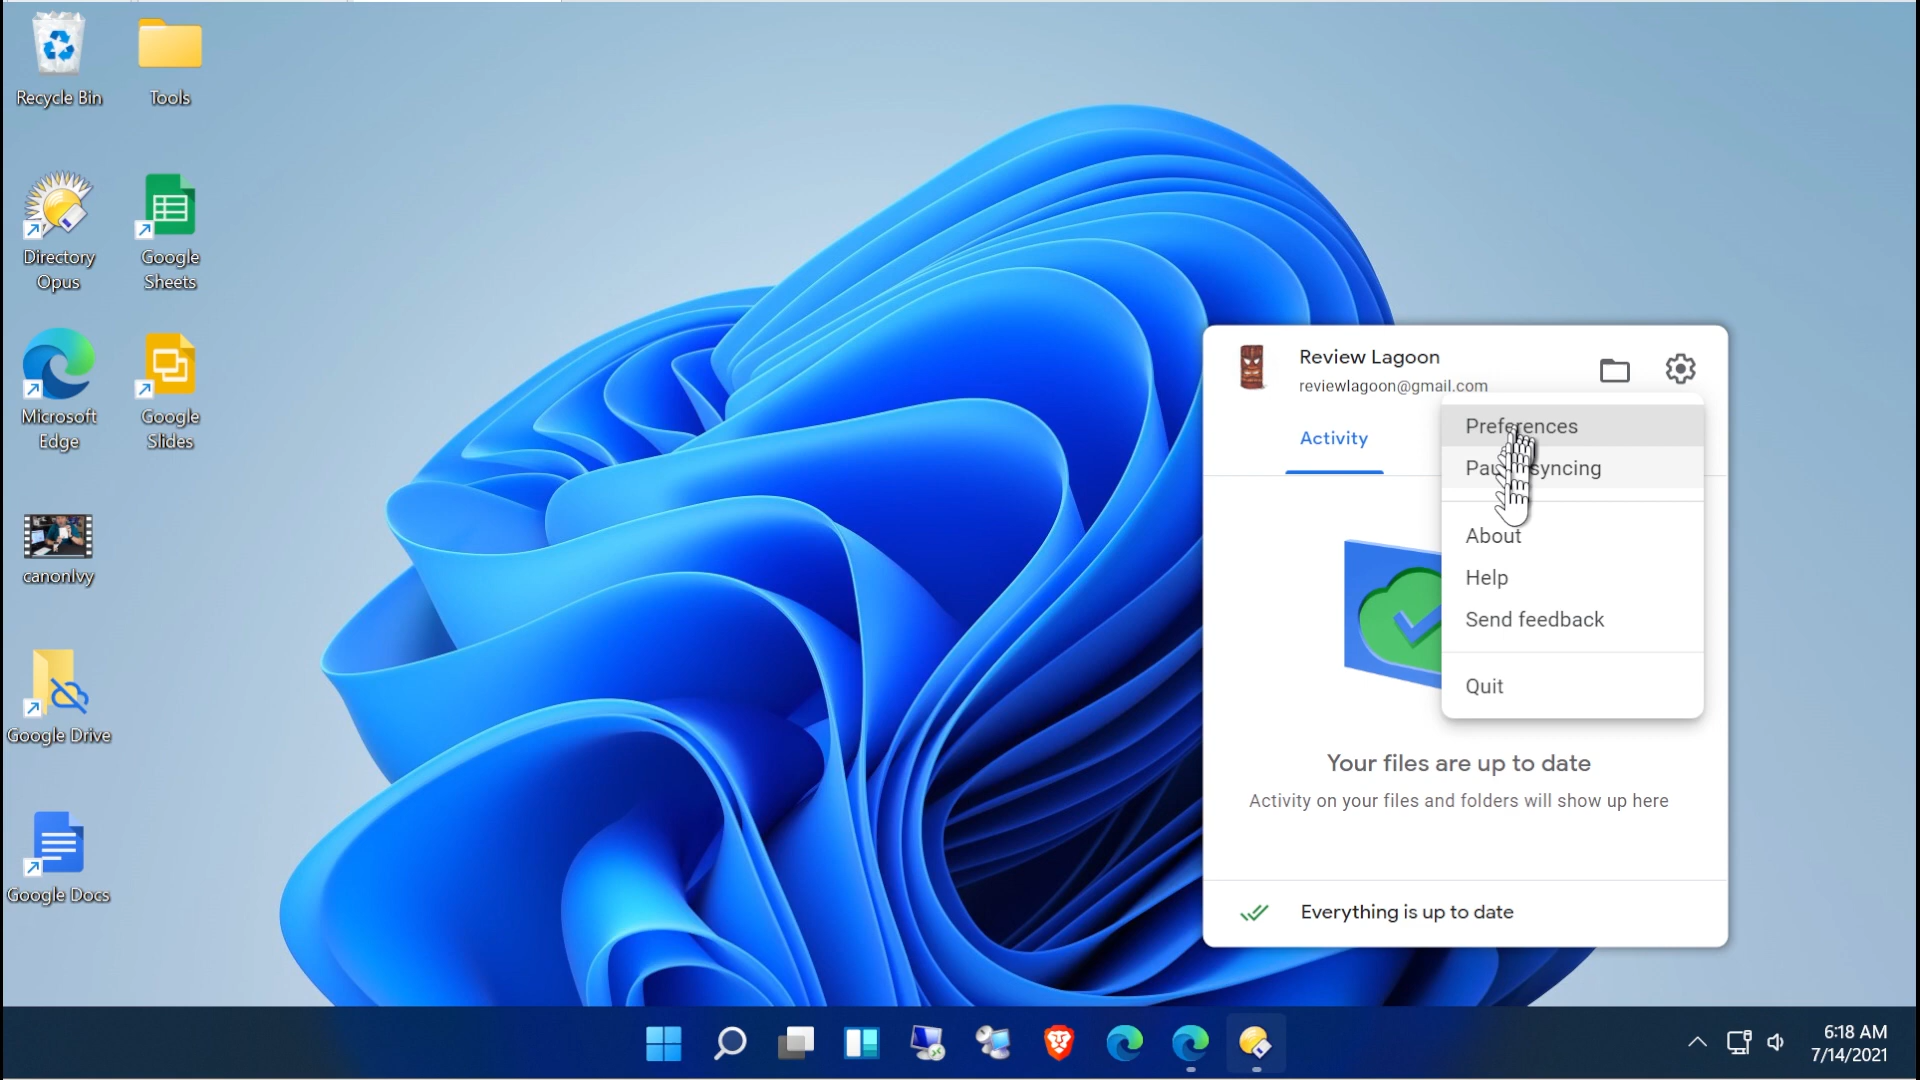 Recycle Bin
Tools
Directory
Opus
Google
Sheets
Microsoft
Edge
Google
Slides
canonIvy
Google Drive
Google Docs
Review Lagoon
reviewlagoon@gmail.com
Activity
Preferences
syncing
About
Help
Send feedback
Quit
Your files are up to date
Activity on your files and folders will show up here
Everything is up to date
6:18 AM
7/14/2021